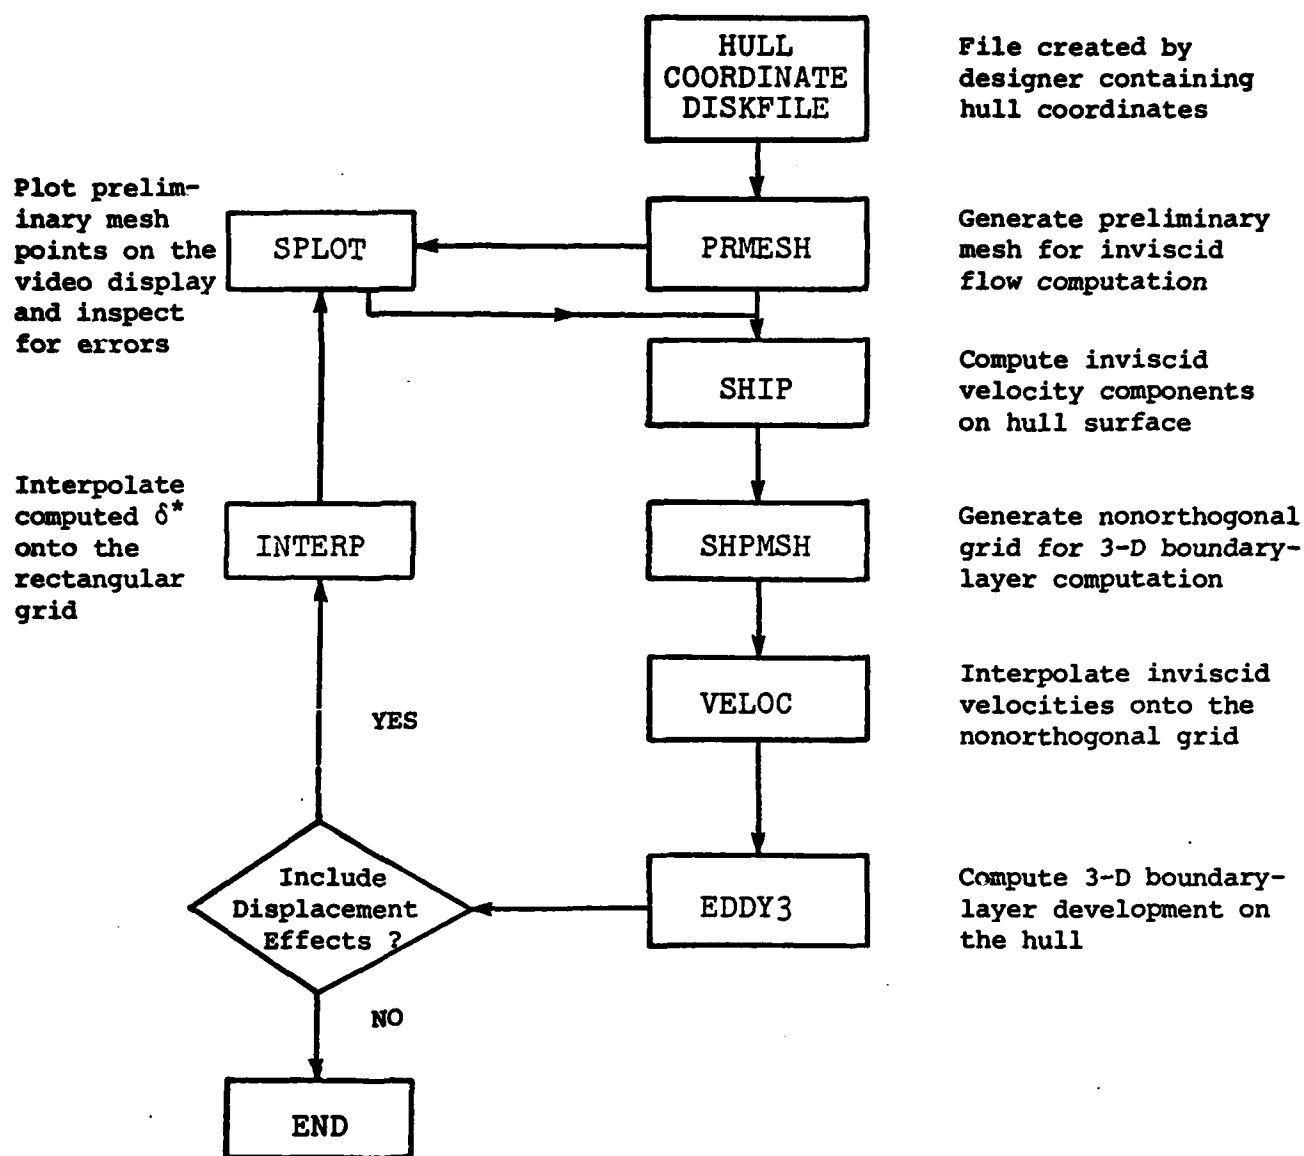 HULL
COORDINATE
DISKFILE
File created by
designer containing
hull coordinates
Plot prelim-
inary mesh
points on the
video display
and inspect
for errors
SPLOT
PRMESH
Generate preliminary
mesh for inviscid
flow computation
SHIP
Compute inviscid
velocity components
on hull surface
Interpolate
computed δ*
onto the
rectangular
grid
INTERP
SHPMSH
Generate nonorthogonal
grid for 3-D boundary-
layer computation
YES
VELOC
Interpolate inviscid
velocities onto the
nonorthogonal grid
Include
Displacement
Effects ?
EDDY3
Compute 3-D boundary-
layer development on
the hull
NO
END